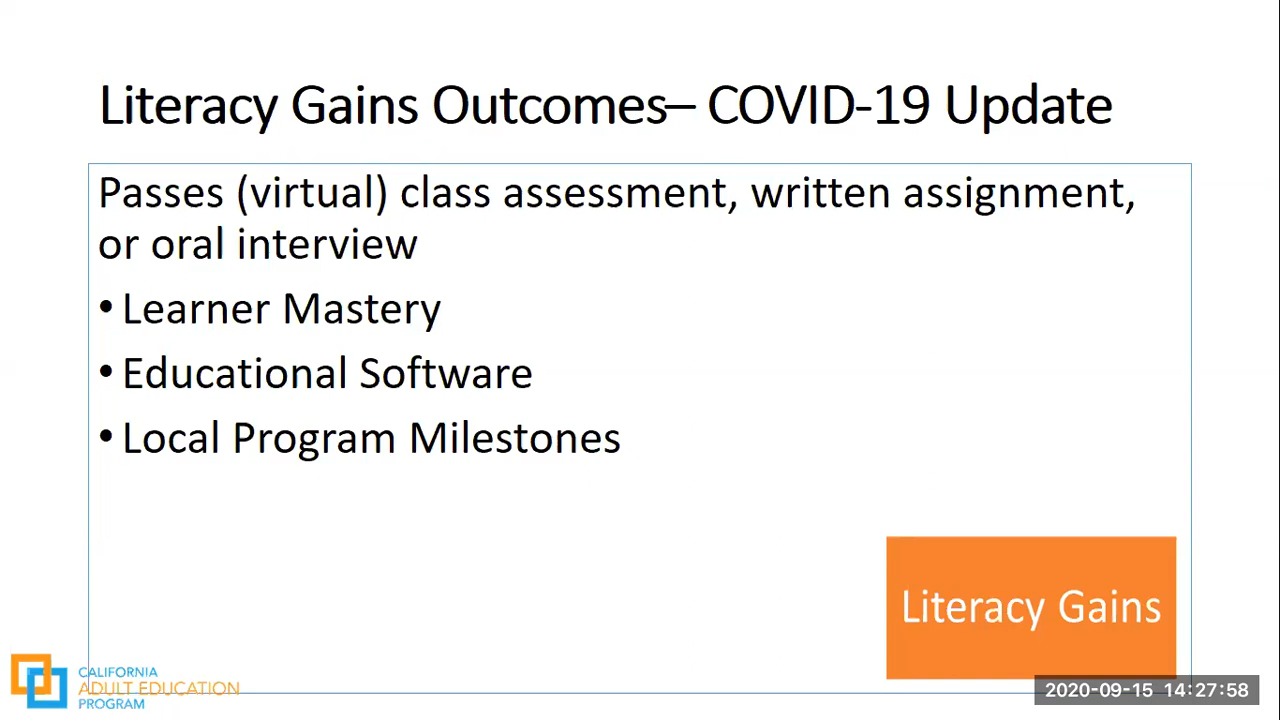 Literacy Gains Outcomes– COVID-19 Update
Passes (virtual) class assessment, written assignment,
or oral interview
• Learner Mastery
• Educational Software
• Local Program Milestones
Literacy Gains
CALIFORNIA
ADULT EDUCATION
PROGRAM
2020-09-15 14:27:58